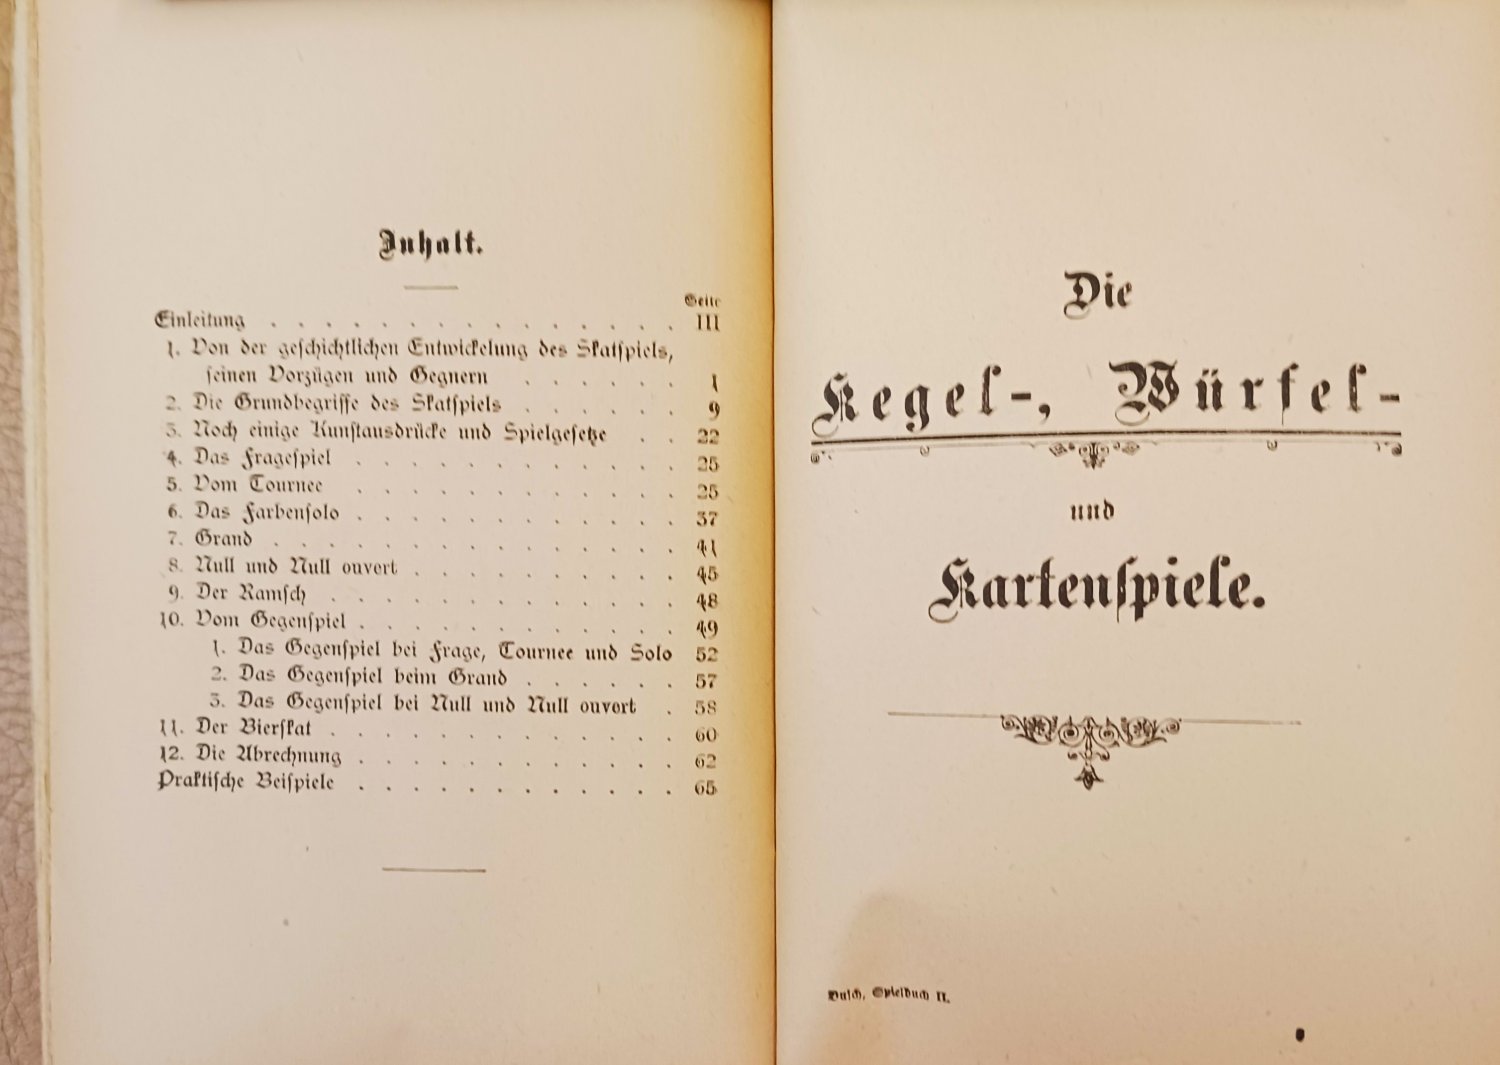 Inhalt.
Seite
Einleitung . . . . . . . . . . . . . . . III
1. Von der geschichtlichen Entwickelung des Skatspiels,
seinen Vorzügen und Gegnern . . . . . . 1
2. Die Grundbegriffe des Skatspiels . . . . . . 9
3. Noch einige Kunstausdrücke und Spielgesetze . . 22
4. Das Fragespiel . . . . . . . . . . . . 25
5. Vom Tournee . . . . . . . . . . . . 25
6. Das Farbensolo . . . . . . . . . . . . 37
7. Grand . . . . . . . . . . . . . . . 41
8. Null und Null ouvert . . . . . . . . . . 45
9. Der Ramsch . . . . . . . . . . . . . 48
10. Vom Gegenspiel . . . . . . . . . . . . 49
1. Das Gegenspiel bei Frage, Tournee und Solo 52
2. Das Gegenspiel beim Grand . . . . . . 57
3. Das Gegenspiel bei Null und Null ouvert . 58
11. Der Bierskat . . . . . . . . . . . . . 60
12. Die Abrechnung . . . . . . . . . . . . 62
Praktische Beispiele . . . . . . . . . . . . 65
Die
Kegel-, Würfel-
und
Kartenspiele.
Busch, Spielbuch II.